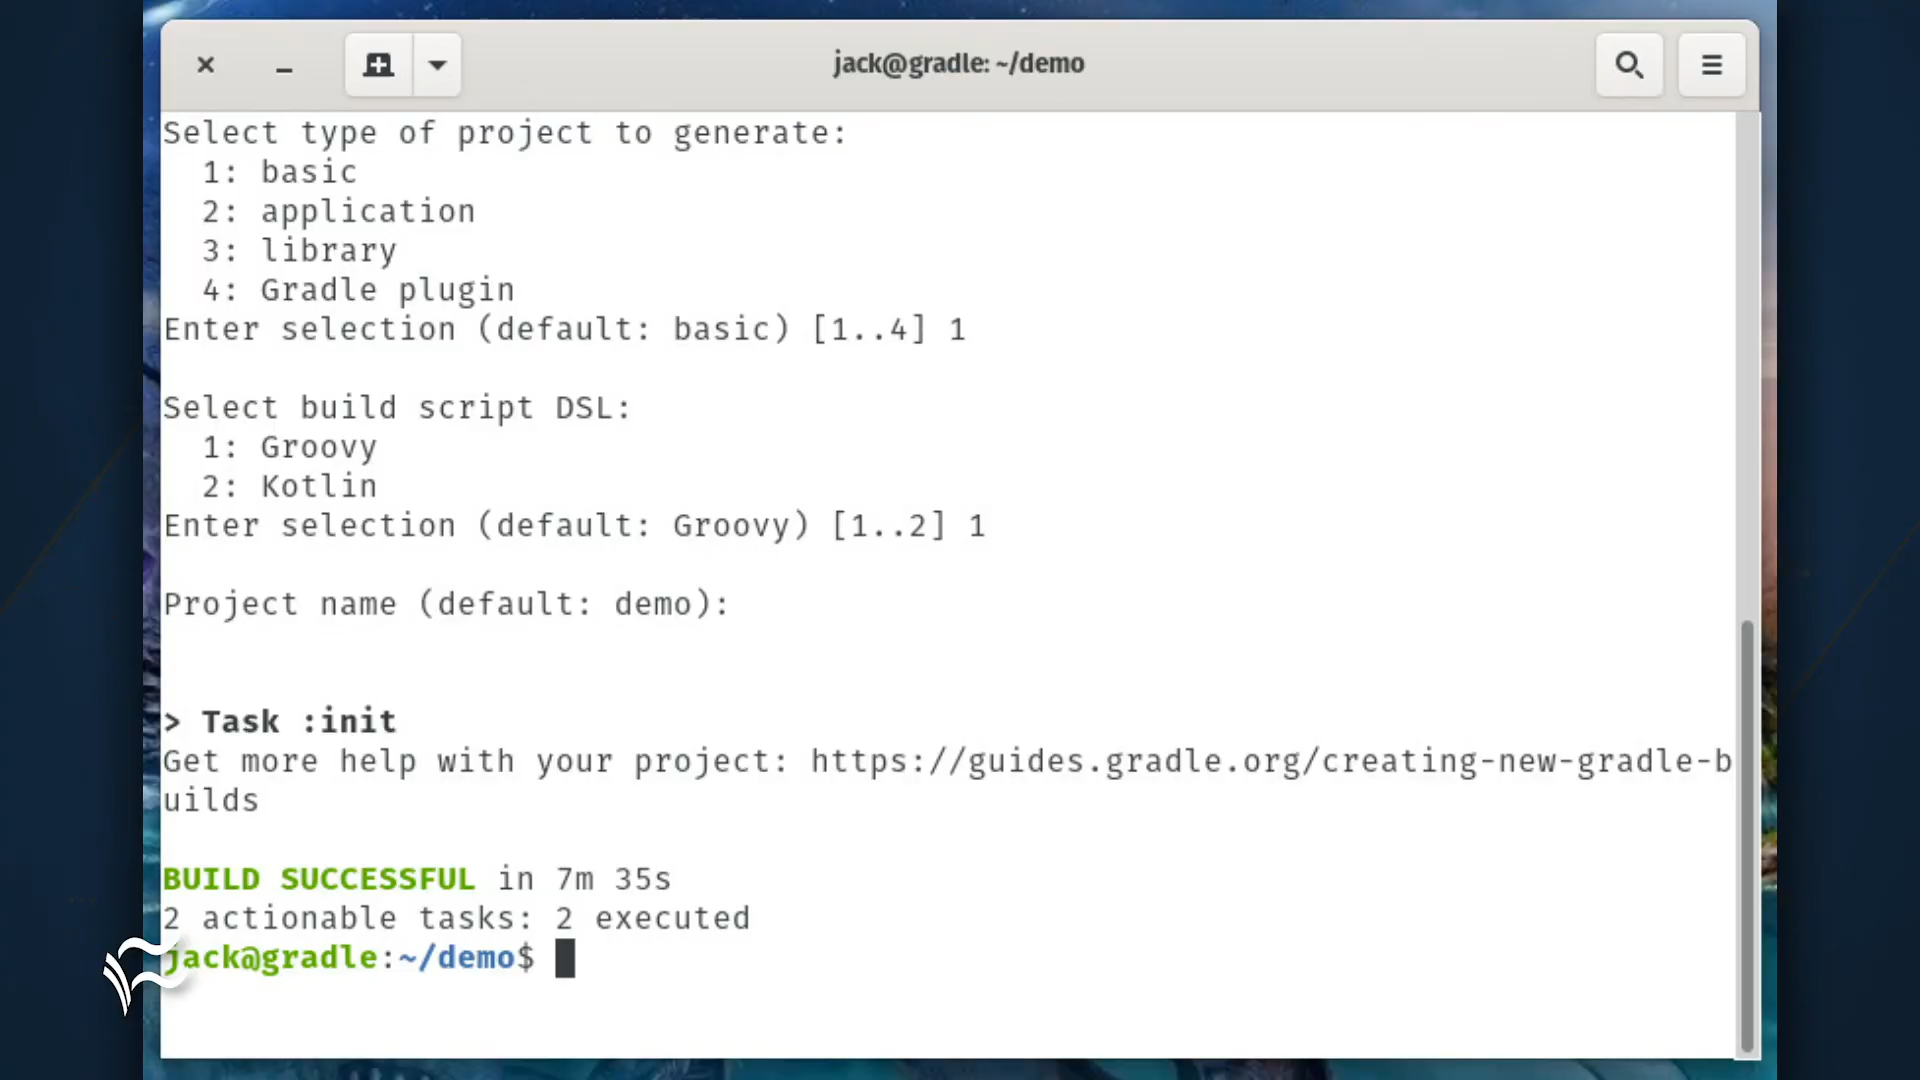 jack@gradle: ~/demo
Select type of project to generate:
1: basic
2: application
3: library
4: Gradle plugin
Enter selection (default: basic) [1..4] 1
Select build script DSL:
1: Groovy
2: Kotlin
Enter selection (default: Groovy) [1..2] 1
Project name (default: demo):
> Task :init
Get more help with your project: https://guides.gradle.org/creating-new-gradle-b
uilds
BUILD SUCCESSFUL in 7m 35s
2 actionable tasks: 2 executed
jack@gradle:~/demo$